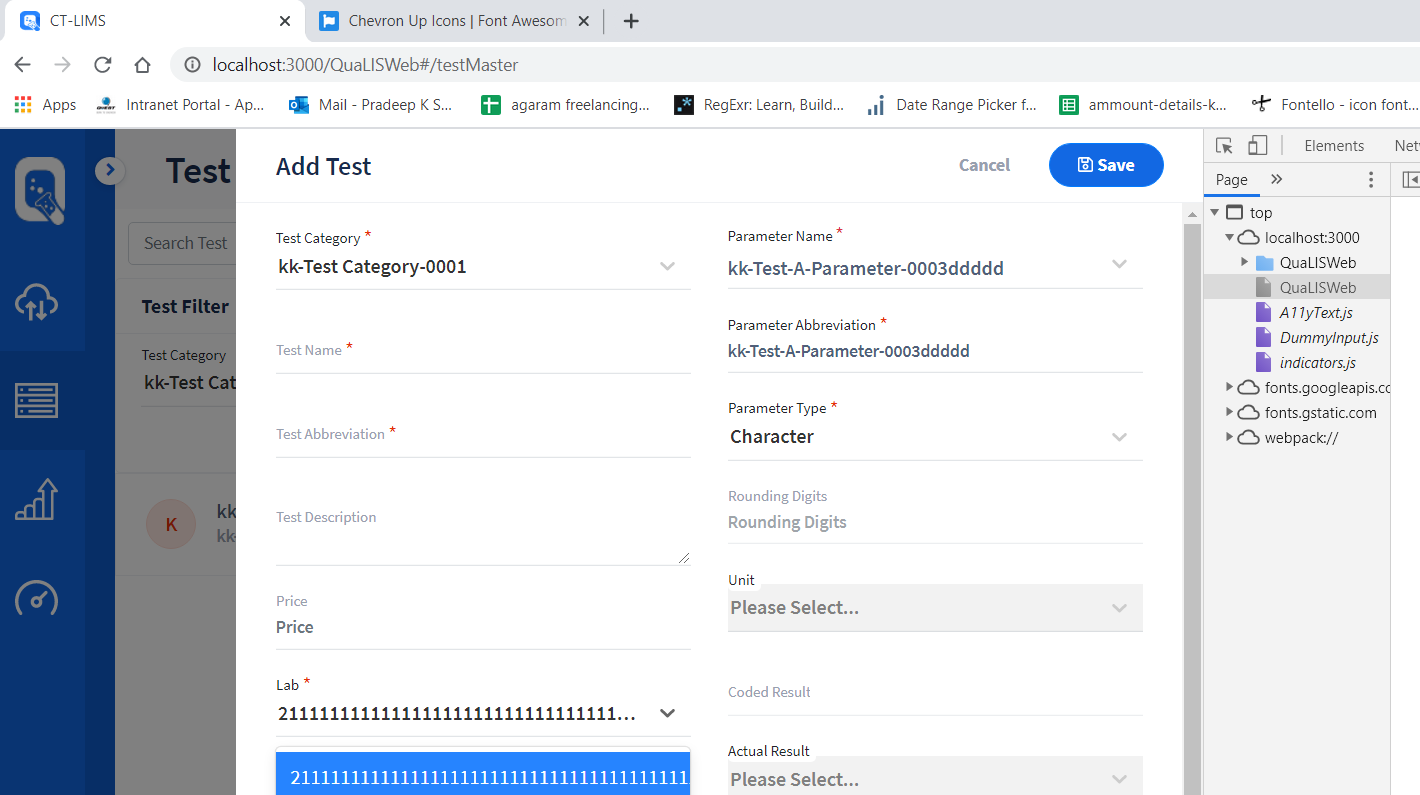 CT-LIMS
Chevron Up Icons | Font Awesom
localhost:3000/QuaLISWeb#/testMaster
Apps
Intranet Portal - Ap...
Mail - Pradeep K S...
agaram freelancing...
RegExr: Learn, Build...
Date Range Picker f...
ammount-details-k...
Fontello - icon font...
Test
Search Test
Test Filter
Test Category
kk-Test Cat
K
kk
kk-
Add Test
Cancel
Save
Test Category *
kk-Test Category-0001
Test Name *
Test Abbreviation *
Test Description
Price
Price
Lab *
Parameter Name *
kk-Test-A-Parameter-0003ddddd
Parameter Abbreviation *
kk-Test-A-Parameter-0003ddddd
Parameter Type *
Character
Rounding Digits
Rounding Digits
Unit
Please Select...
Coded Result
Actual Result
Please Select...
Elements
Net
Page
top
localhost:3000
QuaLISWeb
QuaLISWeb
A11yText.js
DummyInput.js
indicators.js
fonts.googleapis.co
fonts.gstatic.com
webpack://